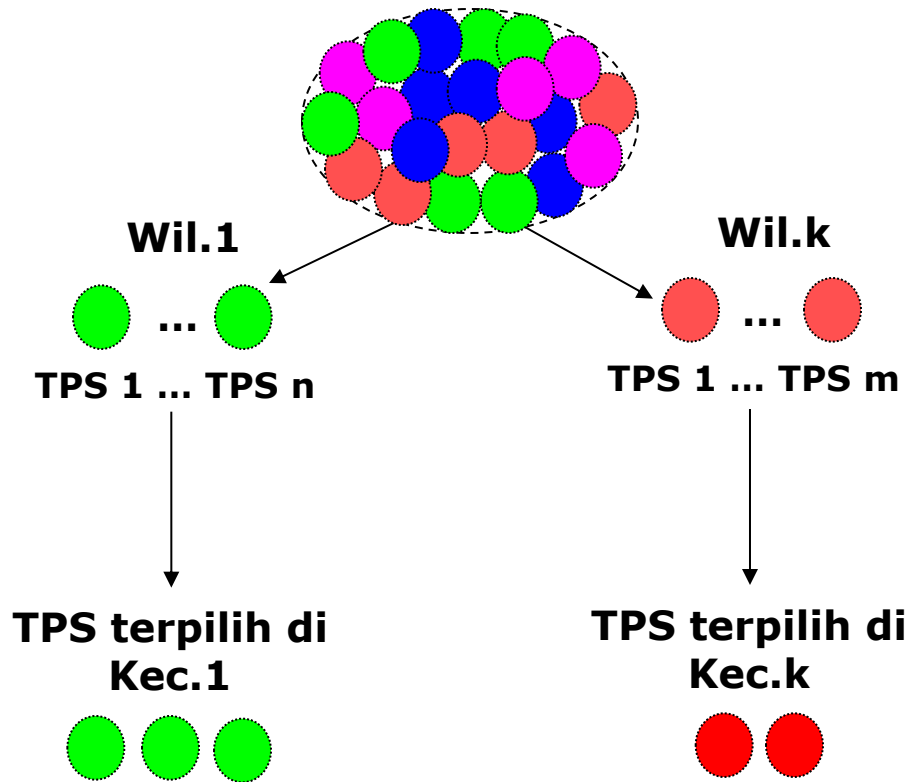 Wil.1
... 
TPS 1 ... TPS n
TPS terpilih di
Kec.1
Wil.k
...
TPS 1 ... TPS m
TPS terpilih di
Kec.k